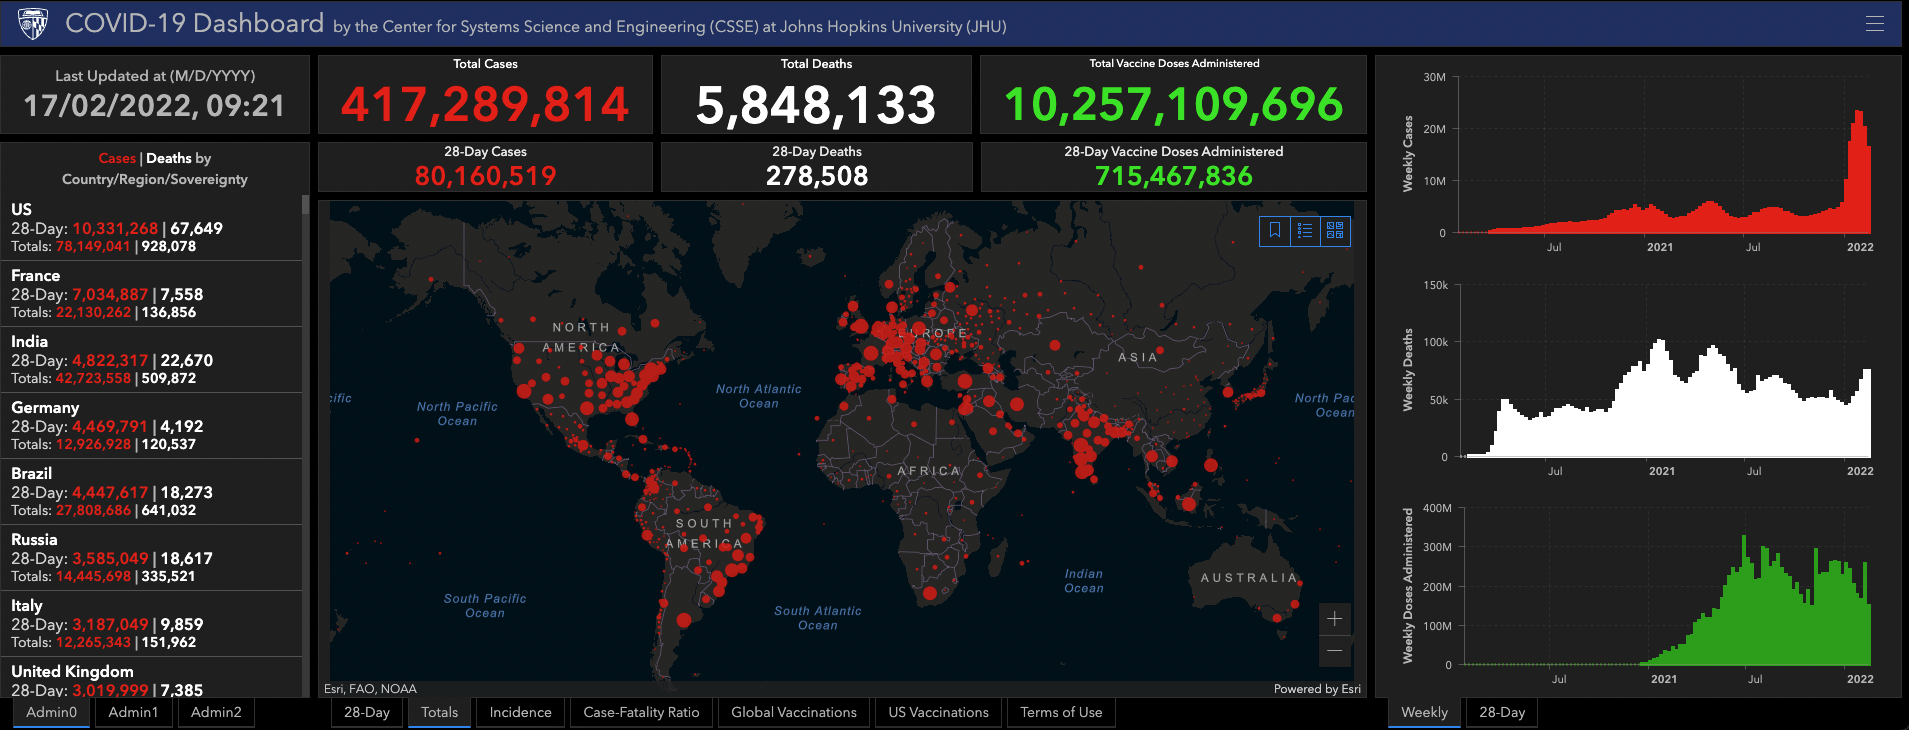 COVID-19 Dashboard by the Center for Systems Science and Engineering (CSSE) at Johns Hopkins University (JHU)
Last Updated at (M/D/YYYY)
17/02/2022, 09:21
Cases | Deaths by
Country/Region/Sovereignty
US
28-Day: 10,331,268 | 67,649
Totals: 78,149,041 | 928,078
France
28-Day: 7,034,887 | 7,558
Totals: 22,130,262 | 136,856
India
28-Day: 4,822,317 | 22,670
Totals: 42,723,558 | 509,872
Germany
28-Day: 4,469,791 | 4,192
Totals: 12,926,928 | 120,537
Brazil
28-Day: 4,447,617 | 18,273
Totals: 27,808,686 | 641,032
Russia
28-Day: 3,585,049 | 18,617
Totals: 14,445,698 | 335,521
Italy
28-Day: 3,187,049 | 9,859
Totals: 12,265,343 | 151,962
United Kingdom
28-Day: 3,019,999 | 7,385
Admin0
Admin1
Admin2
Total Cases
417,289,814
Total Deaths
5,848,133
Total Vaccine Doses Administered
10,257,109,696
28-Day Cases
80,160,519
28-Day Deaths
278,508
28-Day Vaccine Doses Administered
715,467,836
NORTH
AMERICA
EUROPE
ASIA
cific
North Pacific
Ocean
North Atlantic
Ocean
North Pac
Ocean
AFRICA
SOUTH
AMERICA
Indian
Ocean
AUSTRALIA
South Pacific
Ocean
South Atlantic
Ocean
+
−
Esri, FAO, NOAA
Powered by Esri
28-Day
Totals
Incidence
Case-Fatality Ratio
Global Vaccinations
US Vaccinations
Terms of Use
Weekly Cases
30M
20M
10M
0
Jul
2021
Jul
2022
Weekly Deaths
150k
100k
50k
0
Jul
2021
Jul
2022
Weekly Doses Administered
400M
300M
200M
100M
0
Jul
2021
Jul
2022
Weekly
28-Day